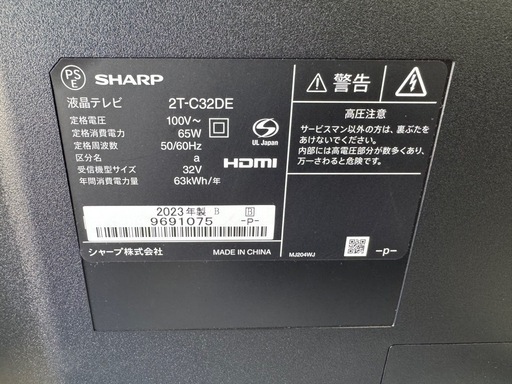 PS
E
SHARP
液晶テレビ 2T-C32DE
定格電圧 100V～
定格消費電力 65W
定格周波数 50/60Hz
区分名 a
受信機型サイズ 32V
年間消費電力量 63kWh/年
UL Japan
HDMI
2023年製 B B
9691075 -p-
シャープ株式会社 MADE IN CHINA
警告
高圧注意
サービスマン以外の方は、裏ぶたを
あけないでください。
内部には高電圧部分が数多くあり、
万一さわると危険です。
MJ204WJ
-p-